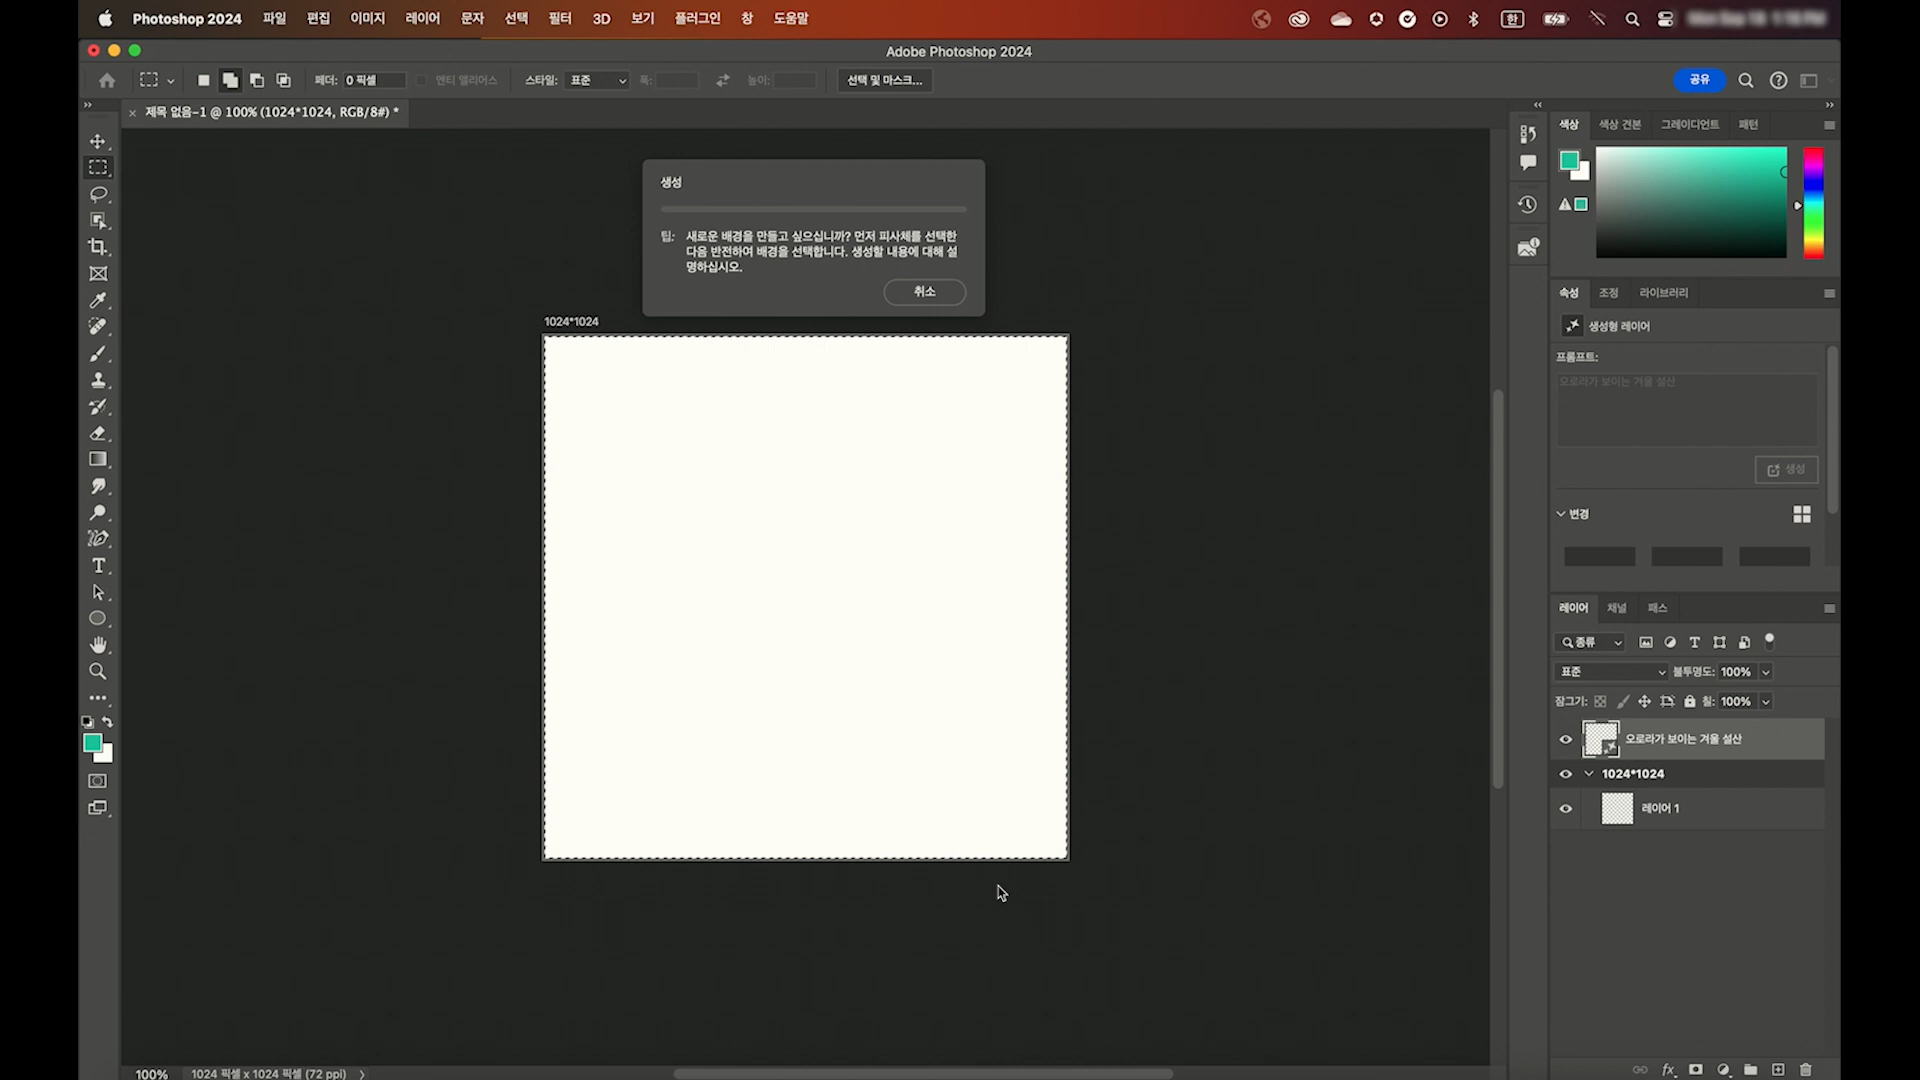 Photoshop 2024 파일 편집 이미지 레이어 문자 선택 필터 3D 보기 플러그인 창 도움말 한
Adobe Photoshop 2024
페더: 0 픽셀 앤티 앨리어스 스타일: 표준 폭: 높이: 선택 및 마스크... 공유
제목 없음-1 @ 100% (1024*1024, RGB/8#) *
색상 색상 견본 그레이디언트 패턴
생성
팁: 새로운 배경을 만들고 싶으십니까? 먼저 피사체를 선택한
다음 반전하여 배경을 선택합니다. 생성할 내용에 대해 설
명하십시오.
취소
1024*1024
속성 조정 라이브러리
생성형 레이어
프롬프트:
오로라가 보이는 겨울 설산
생성
변경
레이어 채널 패스
종류
표준 불투명도: 100%
잠그기: 칠: 100%
오로라가 보이는 겨울 설산
1024*1024
레이어 1
100% 1024 픽셀 x 1024 픽셀 (72 ppi)
fx